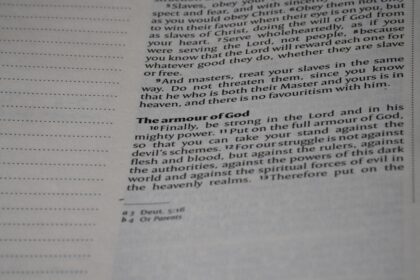 ⁵Slaves, obey your
spect and fear, and with sincerity
as you would obey Christ. ⁶Obey them not
to win their favour when their eye is on you, but
as slaves of Christ, doing the will of God from
your heart. ⁷Serve wholeheartedly, as if you
were serving the Lord, not people, ⁸because
you know that the Lord will reward each one for
whatever good they do, whether they are slave
or free.
⁹And masters, treat your slaves in the same
way. Do not threaten them, since you know
that he who is both their Master and yours is in
heaven, and there is no favouritism with him.
The armour of God
¹⁰Finally, be strong in the Lord and in his
mighty power. ¹¹Put on the full armour of God,
so that you can take your stand against the
devil's schemes. ¹²For our struggle is not against
flesh and blood, but against the rulers, against
the authorities, against the powers of this dark
world and against the spiritual forces of evil in
the heavenly realms. ¹³Therefore put on the
a 3 Deut. 5:16
b 4 Or Parents